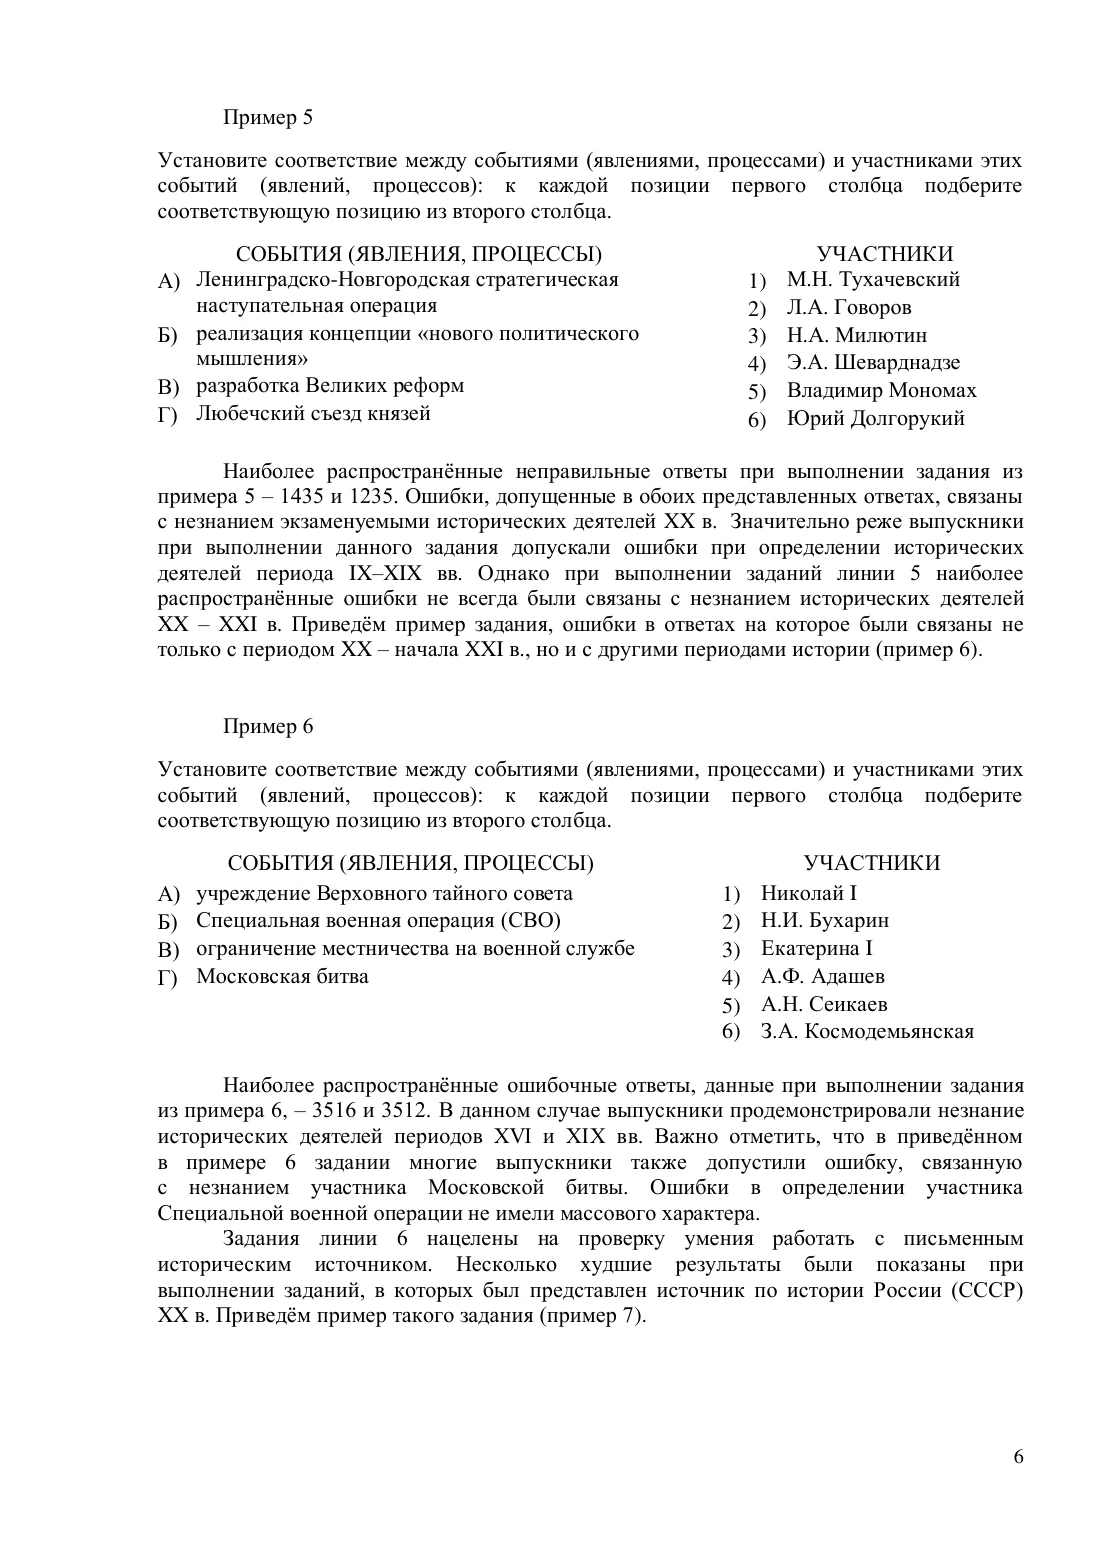 Пример 5
Установите соответствие между событиями (явлениями, процессами) и участниками этих
событий (явлений, процессов): к каждой позиции первого столбца подберите
соответствующую позицию из второго столбца.
СОБЫТИЯ (ЯВЛЕНИЯ, ПРОЦЕССЫ)
А) Ленинградско-Новгородская стратегическая
наступательная операция
Б) реализация концепции «нового политического
мышления»
В) разработка Великих реформ
Г) Любечский съезд князей
УЧАСТНИКИ
1) М.Н. Тухачевский
2) Л.А. Говоров
3) Н.А. Милютин
4) Э.А. Шеварднадзе
5) Владимир Мономах
6) Юрий Долгорукий
Наиболее распространённые неправильные ответы при выполнении задания из
примера 5 – 1435 и 1235. Ошибки, допущенные в обоих представленных ответах, связаны
с незнанием экзаменуемыми исторических деятелей XX в. Значительно реже выпускники
при выполнении данного задания допускали ошибки при определении исторических
деятелей периода IX–XIX вв. Однако при выполнении заданий линии 5 наиболее
распространённые ошибки не всегда были связаны с незнанием исторических деятелей
XX – XXI в. Приведём пример задания, ошибки в ответах на которое были связаны не
только с периодом XX – начала XXI в., но и с другими периодами истории (пример 6).
Пример 6
Установите соответствие между событиями (явлениями, процессами) и участниками этих
событий (явлений, процессов): к каждой позиции первого столбца подберите
соответствующую позицию из второго столбца.
СОБЫТИЯ (ЯВЛЕНИЯ, ПРОЦЕССЫ)
А) учреждение Верховного тайного совета
Б) Специальная военная операция (СВО)
В) ограничение местничества на военной службе
Г) Московская битва
УЧАСТНИКИ
1) Николай I
2) Н.И. Бухарин
3) Екатерина I
4) А.Ф. Адашев
5) А.Н. Сеикаев
6) З.А. Космодемьянская
Наиболее распространённые ошибочные ответы, данные при выполнении задания
из примера 6, – 3516 и 3512. В данном случае выпускники продемонстрировали незнание
исторических деятелей периодов XVI и XIX вв. Важно отметить, что в приведённом
в примере 6 задании многие выпускники также допустили ошибку, связанную
с незнанием участника Московской битвы. Ошибки в определении участника
Специальной военной операции не имели массового характера.
Задания линии 6 нацелены на проверку умения работать с письменным
историческим источником. Несколько худшие результаты были показаны при
выполнении заданий, в которых был представлен источник по истории России (СССР)
XX в. Приведём пример такого задания (пример 7).
6